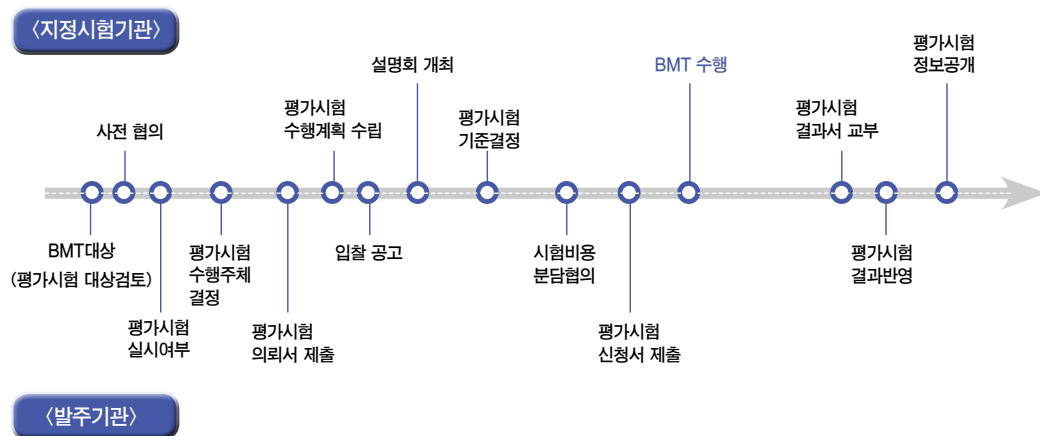 〈지정시험기관〉
평가시험
정보공개
설명회 개최
BMT 수행
평가시험
수행계획 수립
평가시험
기준결정
평가시험
결과서 교부
사전 협의
BMT대상
(평가시험 대상검토)
평가시험
수행주체
결정
입찰 공고
시험비용
분담협의
평가시험
결과반영
평가시험
실시여부
평가시험
의뢰서 제출
평가시험
신청서 제출
〈발주기관〉